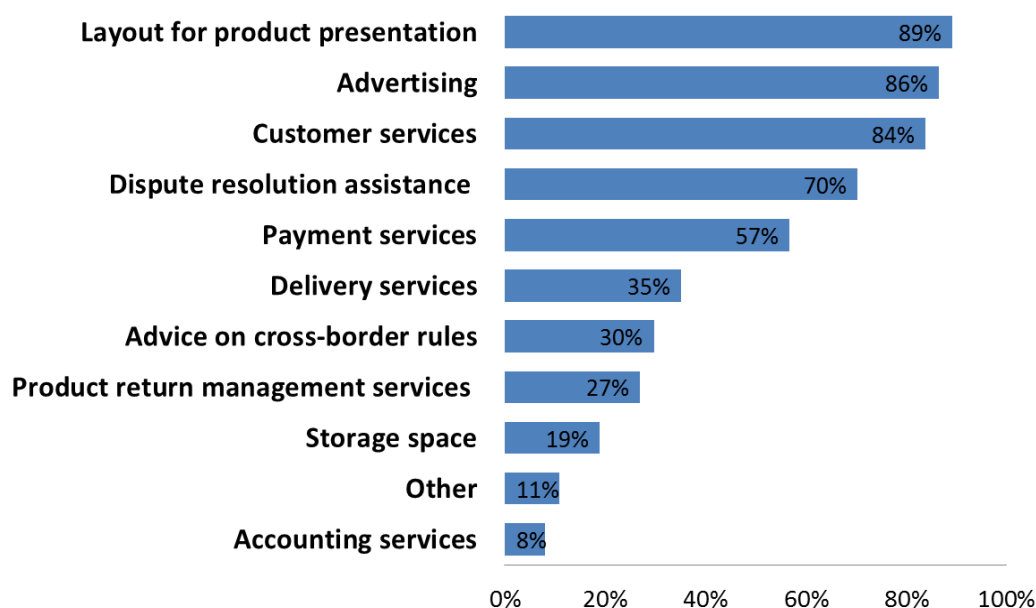 Layout for product presentation 89%
Advertising 86%
Customer services 84%
Dispute resolution assistance 70%
Payment services 57%
Delivery services 35%
Advice on cross-border rules 30%
Product return management services 27%
Storage space 19%
Other 11%
Accounting services 8%
0% 20% 40% 60% 80% 100%